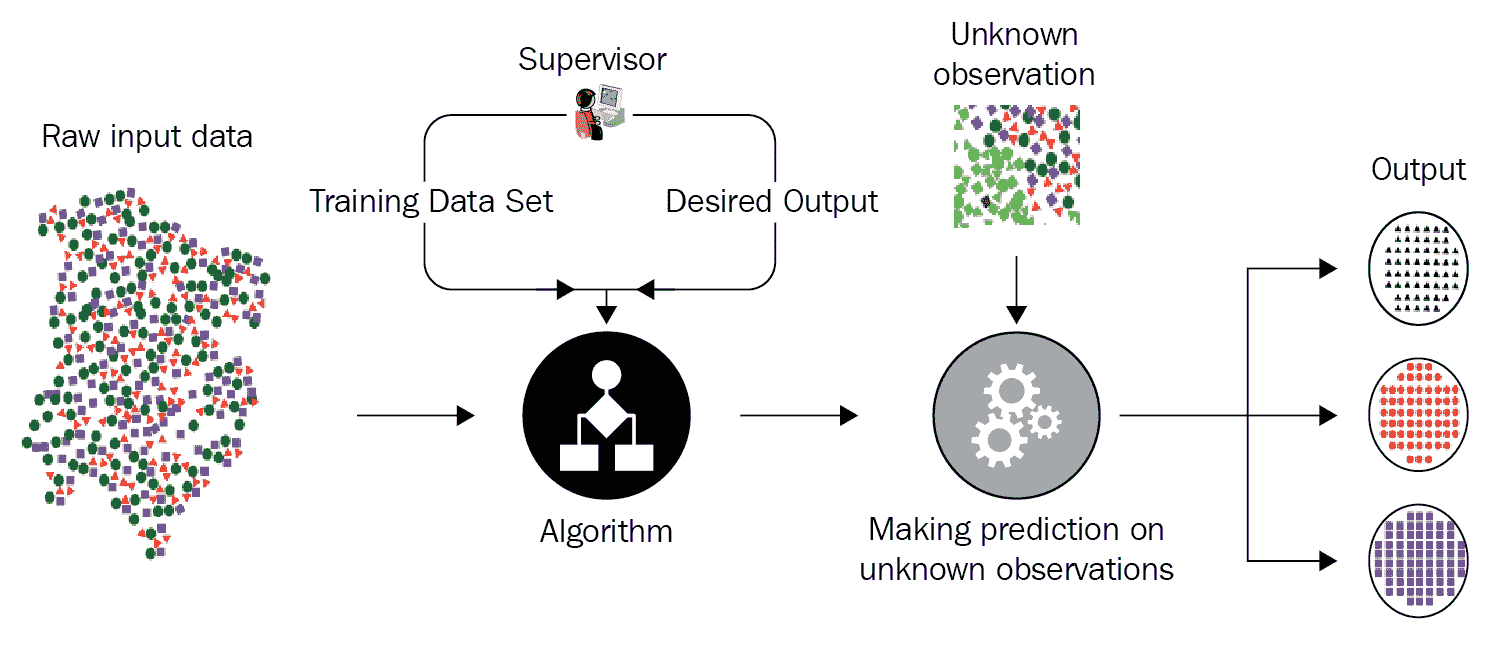 Raw input data
Supervisor
Training Data Set
Desired Output
Algorithm
Unknown
observation
Making prediction on
unknown observations
Output